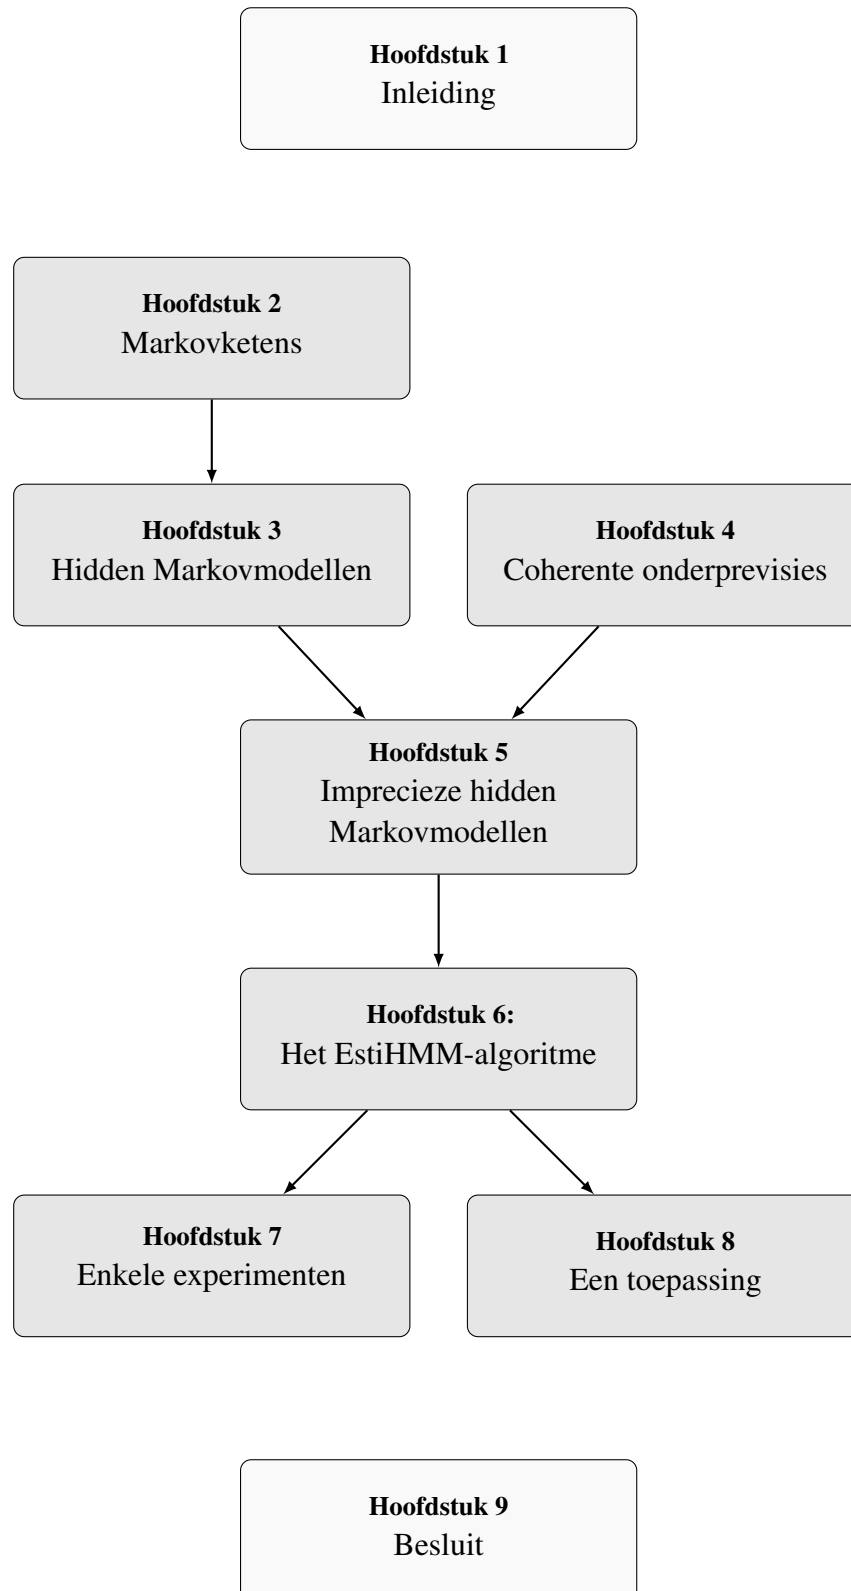 Hoofdstuk 1
Inleiding
Hoofdstuk 2
Markovketens
Hoofdstuk 3
Hidden Markovmodellen
Hoofdstuk 4
Coherente onderprevisies
Hoofdstuk 5
Imprecieze hidden
Markovmodellen
Hoofdstuk 6:
Het EstiHMM-algoritme
Hoofdstuk 7
Enkele experimenten
Hoofdstuk 8
Een toepassing
Hoofdstuk 9
Besluit